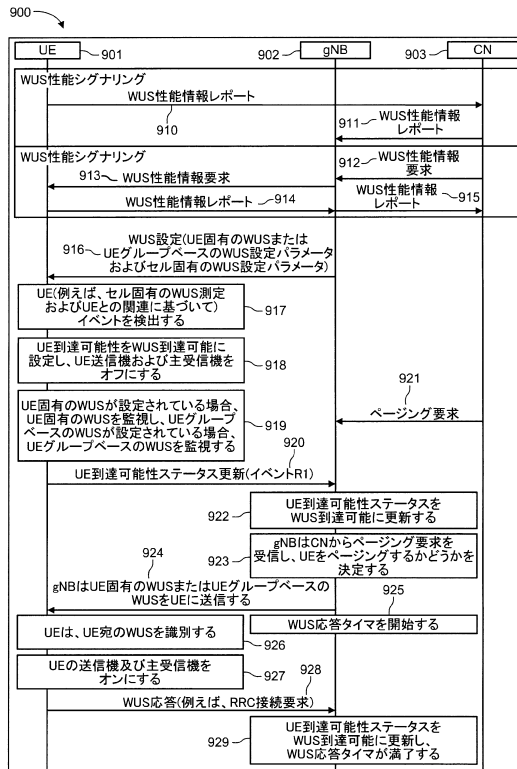 900
UE
901
902
gNB
903
CN
WUS性能シグナリング
WUS性能情報レポート
910
911
WUS性能情報
レポート
WUS性能シグナリング
912
WUS性能情報
要求
913
WUS性能情報要求
WUS性能情報レポート
914
WUS性能情報
レポート
915
916
WUS設定(UE固有のWUSまたは
UEグループベースのWUS設定パラメータ
およびセル固有のWUS設定パラメータ)
UE(例えば、セル固有のWUS測定
およびUEとの関連に基づいて)
イベントを検出する
917
UE到達可能性をWUS到達可能に
設定し、UE送信機および主受信機を
オフにする
918
921
ページング要求
UE固有のWUSが設定されている場合、
UE固有のWUSを監視し、UEグループ
ベースのWUSが設定されている場合、
UEグループベースのWUSを監視する
919
920
UE到達可能性ステータス更新(イベントR1)
922
UE到達可能性ステータスを
WUS到達可能に更新する
923
gNBはCNからページング要求を
受信し、UEをページングするかどうかを
決定する
924
gNBはUE固有のWUSまたはUEグループベースの
WUSをUEに送信する
925
WUS応答タイマを開始する
UEは、UE宛のWUSを識別する
926
UEの送信機及び主受信機を
オンにする
927
928
WUS応答(例えば、RRC接続要求)
929
UE到達可能性ステータスを
WUS到達可能に更新し、
WUS応答タイマが満了する